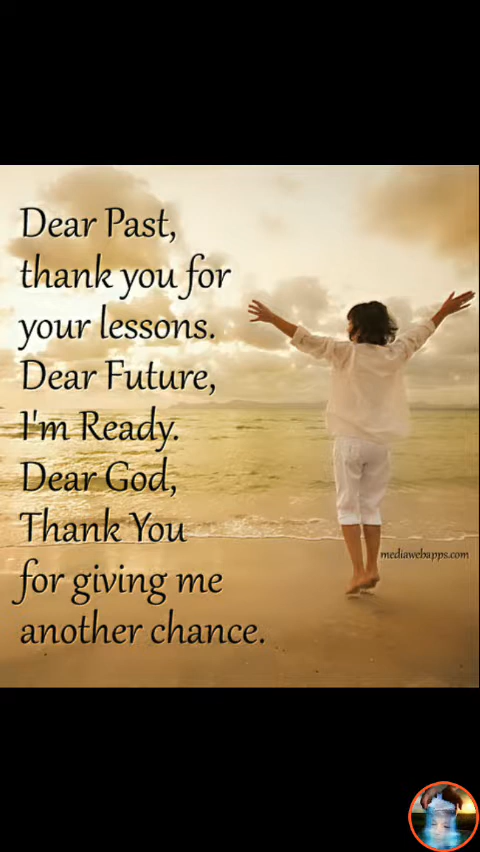 Dear Past,
thank you for
your lessons.
Dear Future,
I'm Ready.
Dear God,
Thank You
for giving me
another chance.
mediawebapps.com